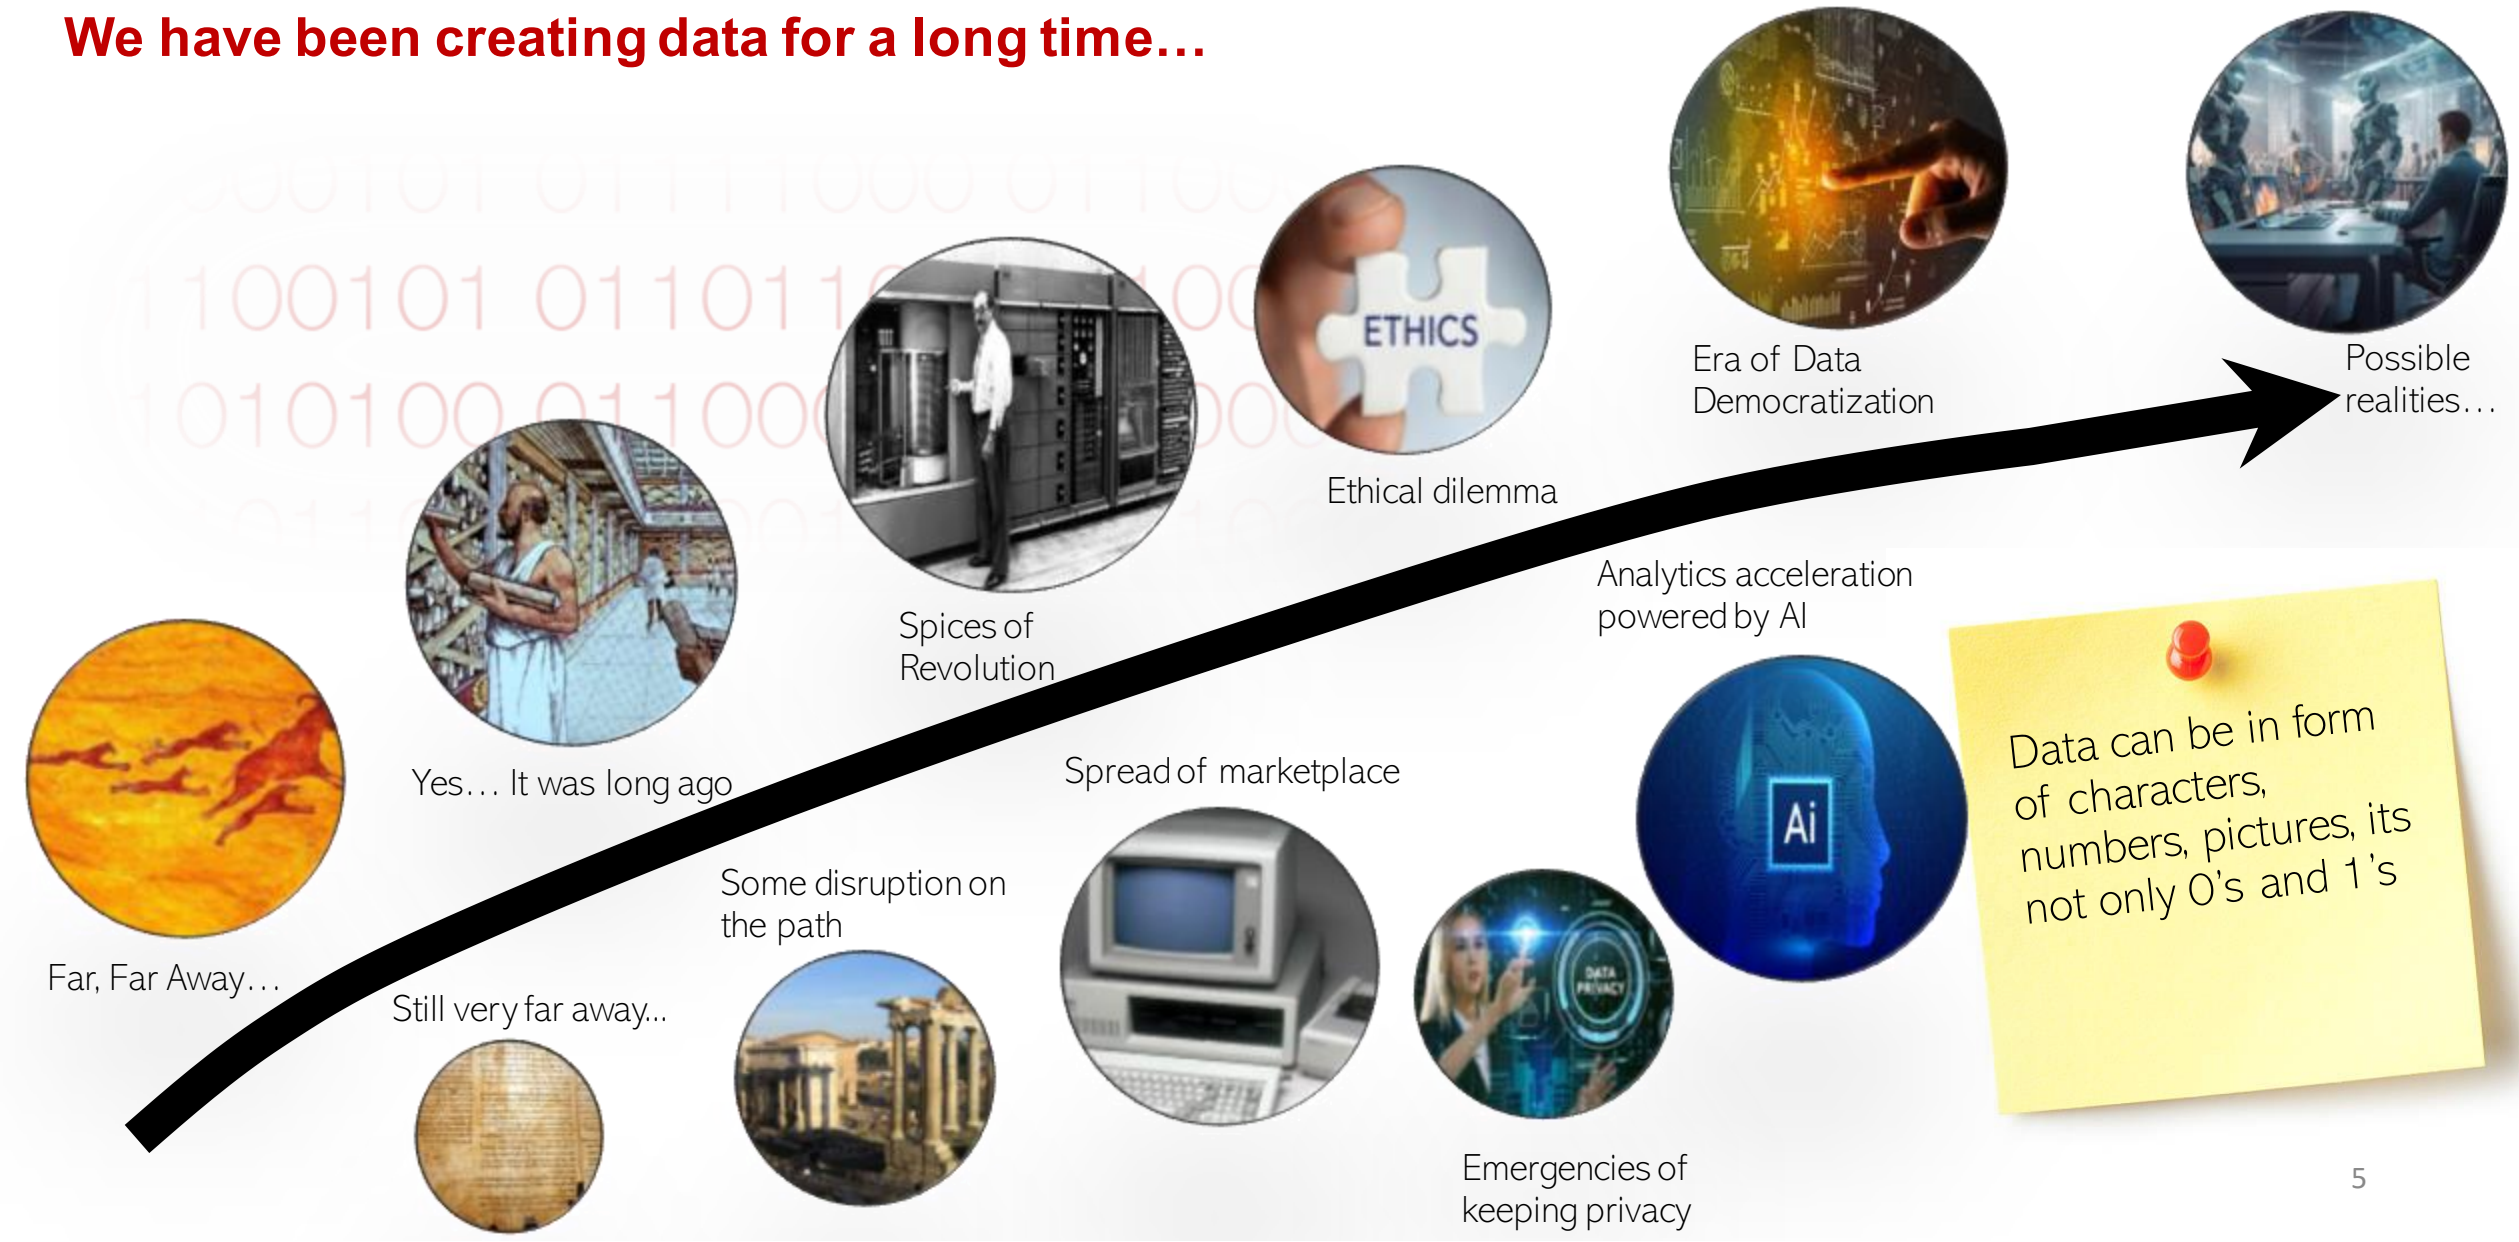 We have been creating data for a long time…
Far, Far Away…
Still very far away...
Yes… It was long ago
Some disruption on
the path
Spices of
Revolution
Spread of marketplace
ETHICS
Ethical dilemma
DATA
PRIVACY
Emergencies of
keeping privacy
Analytics acceleration
powered by AI
Ai
Era of Data
Democratization
Possible
realities…
Data can be in form
of characters,
numbers, pictures, its
not only 0's and 1's
5